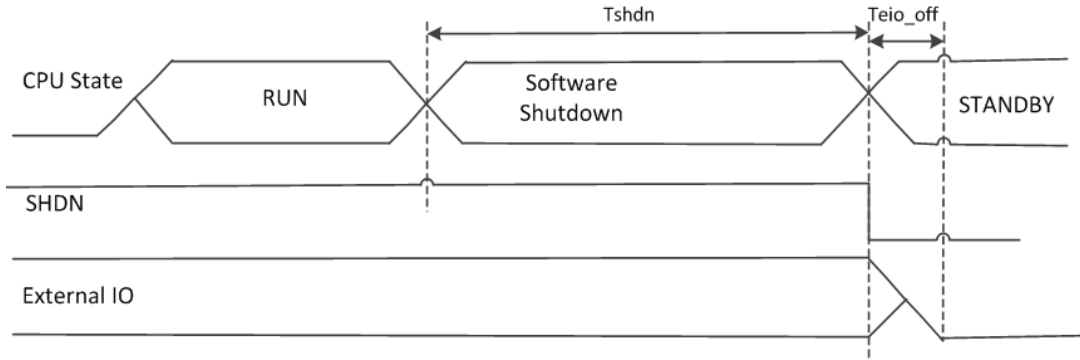 Tshdn
Teio_off
CPU State
RUN
Software
Shutdown
STANDBY
SHDN
External IO